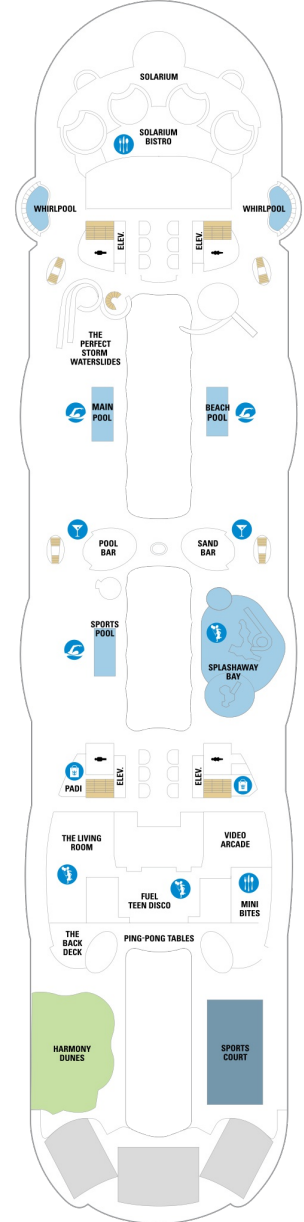 SOLARIUM
SOLARIUM
BISTRO
WHIRLPOOL
WHIRLPOOL
ELEV.
ELEV.
THE
PERFECT
STORM
WATERSLIDES
MAIN
POOL
BEACH
POOL
POOL
BAR
SAND
BAR
SPORTS
POOL
SPLASHAWAY
BAY
PADI
ELEV.
ELEV.
THE LIVING
ROOM
VIDEO
ARCADE
FUEL
TEEN DISCO
MINI
BITES
THE
BACK
DECK
PING-PONG TABLES
HARMONY
DUNES
SPORTS
COURT